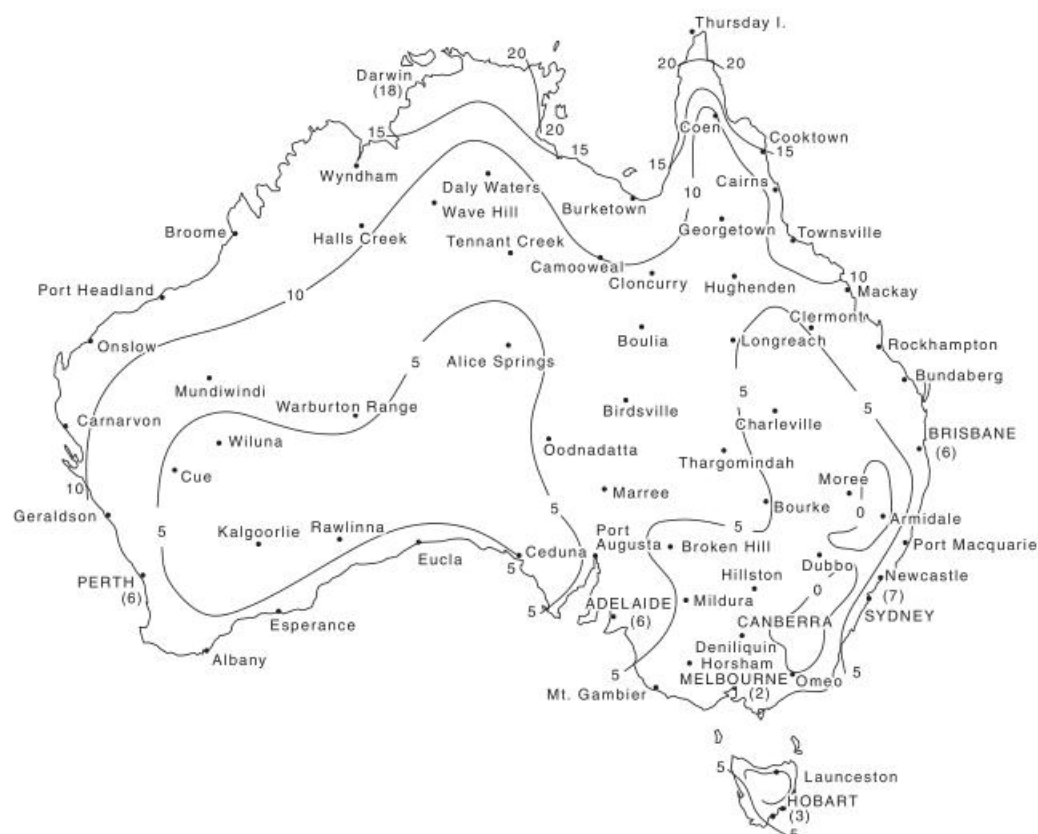 Thursday I.
20
20
20
Darwin
(18)
Coen
Cooktown
15
20
15
15
15
Wyndham
Daly Waters
10
Cairns
Wave Hill
Burketown
Broome
Halls Creek
Georgetown
Townsville
Tennant Creek
Camooweal
Cloncurry
Hughenden
10
Port Headland
10
Mackay
Clermont
Onslow
Boulia
Longreach
Rockhampton
5
Alice Springs
Mundiwindi
Bundaberg
Warburton Range
Birdsville
5
5
Carnarvon
Charleville
Wiluna
Oodnadatta
BRISBANE
(6)
Cue
Thargomindah
Moree
10
Marree
5
Bourke
0
Geraldson
Armidale
5
Kalgoorlie
Rawlinna
5
Port
Augusta
Broken Hill
Port Macquarie
Eucla
Ceduna
5
Dubbo
PERTH
(6)
Hillston
0
Newcastle
(7)
5
ADELAIDE
(6)
Mildura
SYDNEY
Esperance
CANBERRA
Deniliquin
Albany
Horsham
5
MELBOURNE
(2)
Omeo
5
Mt. Gambier
5
Launceston
HOBART
(3)
5